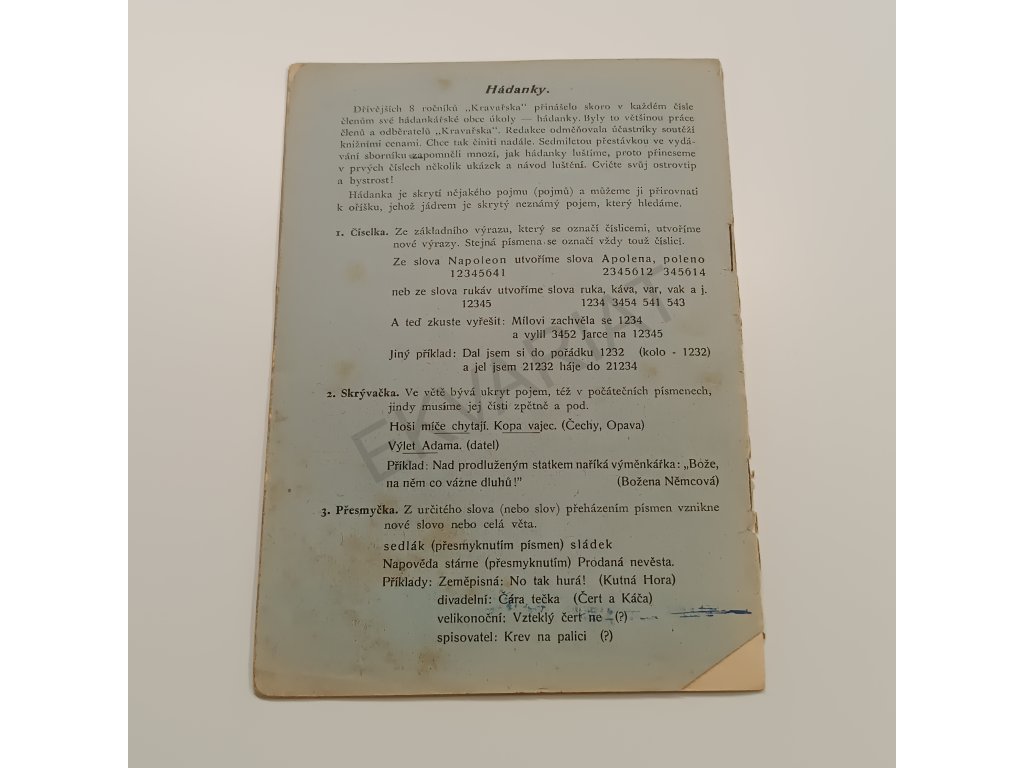 Hádanky.
Dřívějších 8 ročníků „Kravařska" přinášelo skoro v každém čísle
členům své hádankářské obce úkoly — hádanky. Byly to většinou práce
členů a odběratelů „Kravařska". Redakce odměňovala účastníky soutěží
knižními cenami. Chce tak činiti nadále. Sedmiletou přestávkou ve vydá-
vání sborníku zapomněli mnozí, jak hádanky luštíme, proto přineseme
v prvých číslech několik ukázek a návod luštění. Cvičte svůj ostrovtip
a bystrost!
Hádanka je skrytí nějakého pojmu (pojmů) a můžeme ji přirovnati
k oříšku, jehož jádrem je skrytý neznámý pojem, který hledáme.
1. Číselka. Ze základního výrazu, který se označí číslicemi, utvoříme
nové výrazy. Stejná písmena se označí vždy touž číslicí.
Ze slova Napoleon utvoříme slova Apolena, poleno
12345641 2345612 345614
neb ze slova rukáv utvoříme slova ruka, káva, var, vak a j.
12345 1234 3454 541 543
A teď zkuste vyřešit: Mílovi zachvěla se 1234
a vylil 3452 Jarce na 12345
Jiný příklad: Dal jsem si do pořádku 1232 (kolo - 1232)
a jel jsem 21232 háje do 21234
2. Skrývačka. Ve větě bývá ukryt pojem, též v počátečních písmenech,
jindy musíme jej čísti zpětně a pod.
Hoši míče chytají. Kopa vajec. (Čechy, Opava)
Výlet Adama. (datel)
Příklad: Nad prodluženým statkem naříká výměnkářka: „Bože,
na něm co vázne dluhů!" (Božena Němcová)
3. Přesmyčka. Z určitého slova (nebo slov) přeházením písmen vznikne
nové slovo nebo celá věta.
sedlák (přesmyknutím písmen) sládek
Napověda stárne (přesmyknutím) Prodaná nevěsta.
Příklady: Zeměpisná: No tak hurá! (Kutná Hora)
divadelní: Čára tečka (Čert a Káča)
velikonoční: Vzteklý čert ne (?)
spisovatel: Krev na palici (?)
EKVARIAT